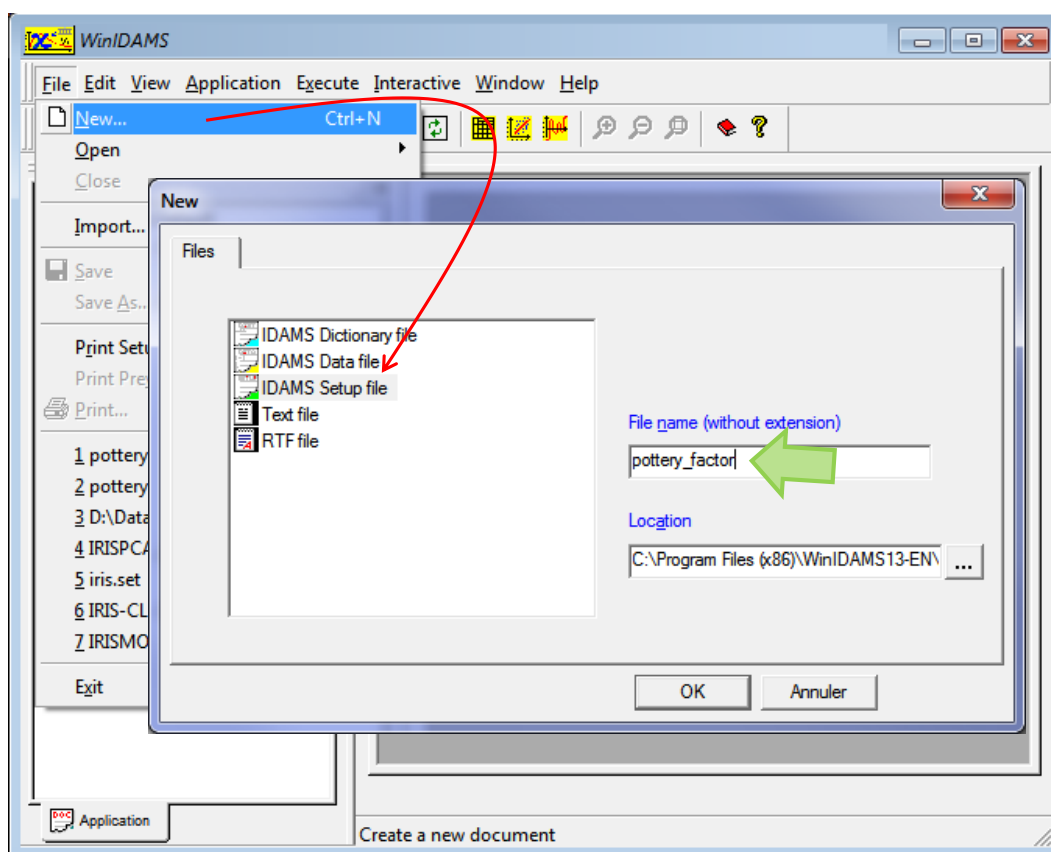 WinIDAMS
File Edit View Application Execute Interactive Window Help
New... Ctrl+N
Open
Close
Import...
Save
Save As...
Print Setu
Print Pre
Print...
1 pottery
2 pottery
3 D:\Data
4 IRISPCA
5 iris.set
6 IRIS-CL
7 IRISMO
Exit
New
Files
IDAMS Dictionary file
IDAMS Data file
IDAMS Setup file
Text file
RTF file
File name (without extension)
pottery_factor
Location
C:\Program Files (x86)\WinIDAMS13-EN\
...
OK Annuler
Application
Create a new document